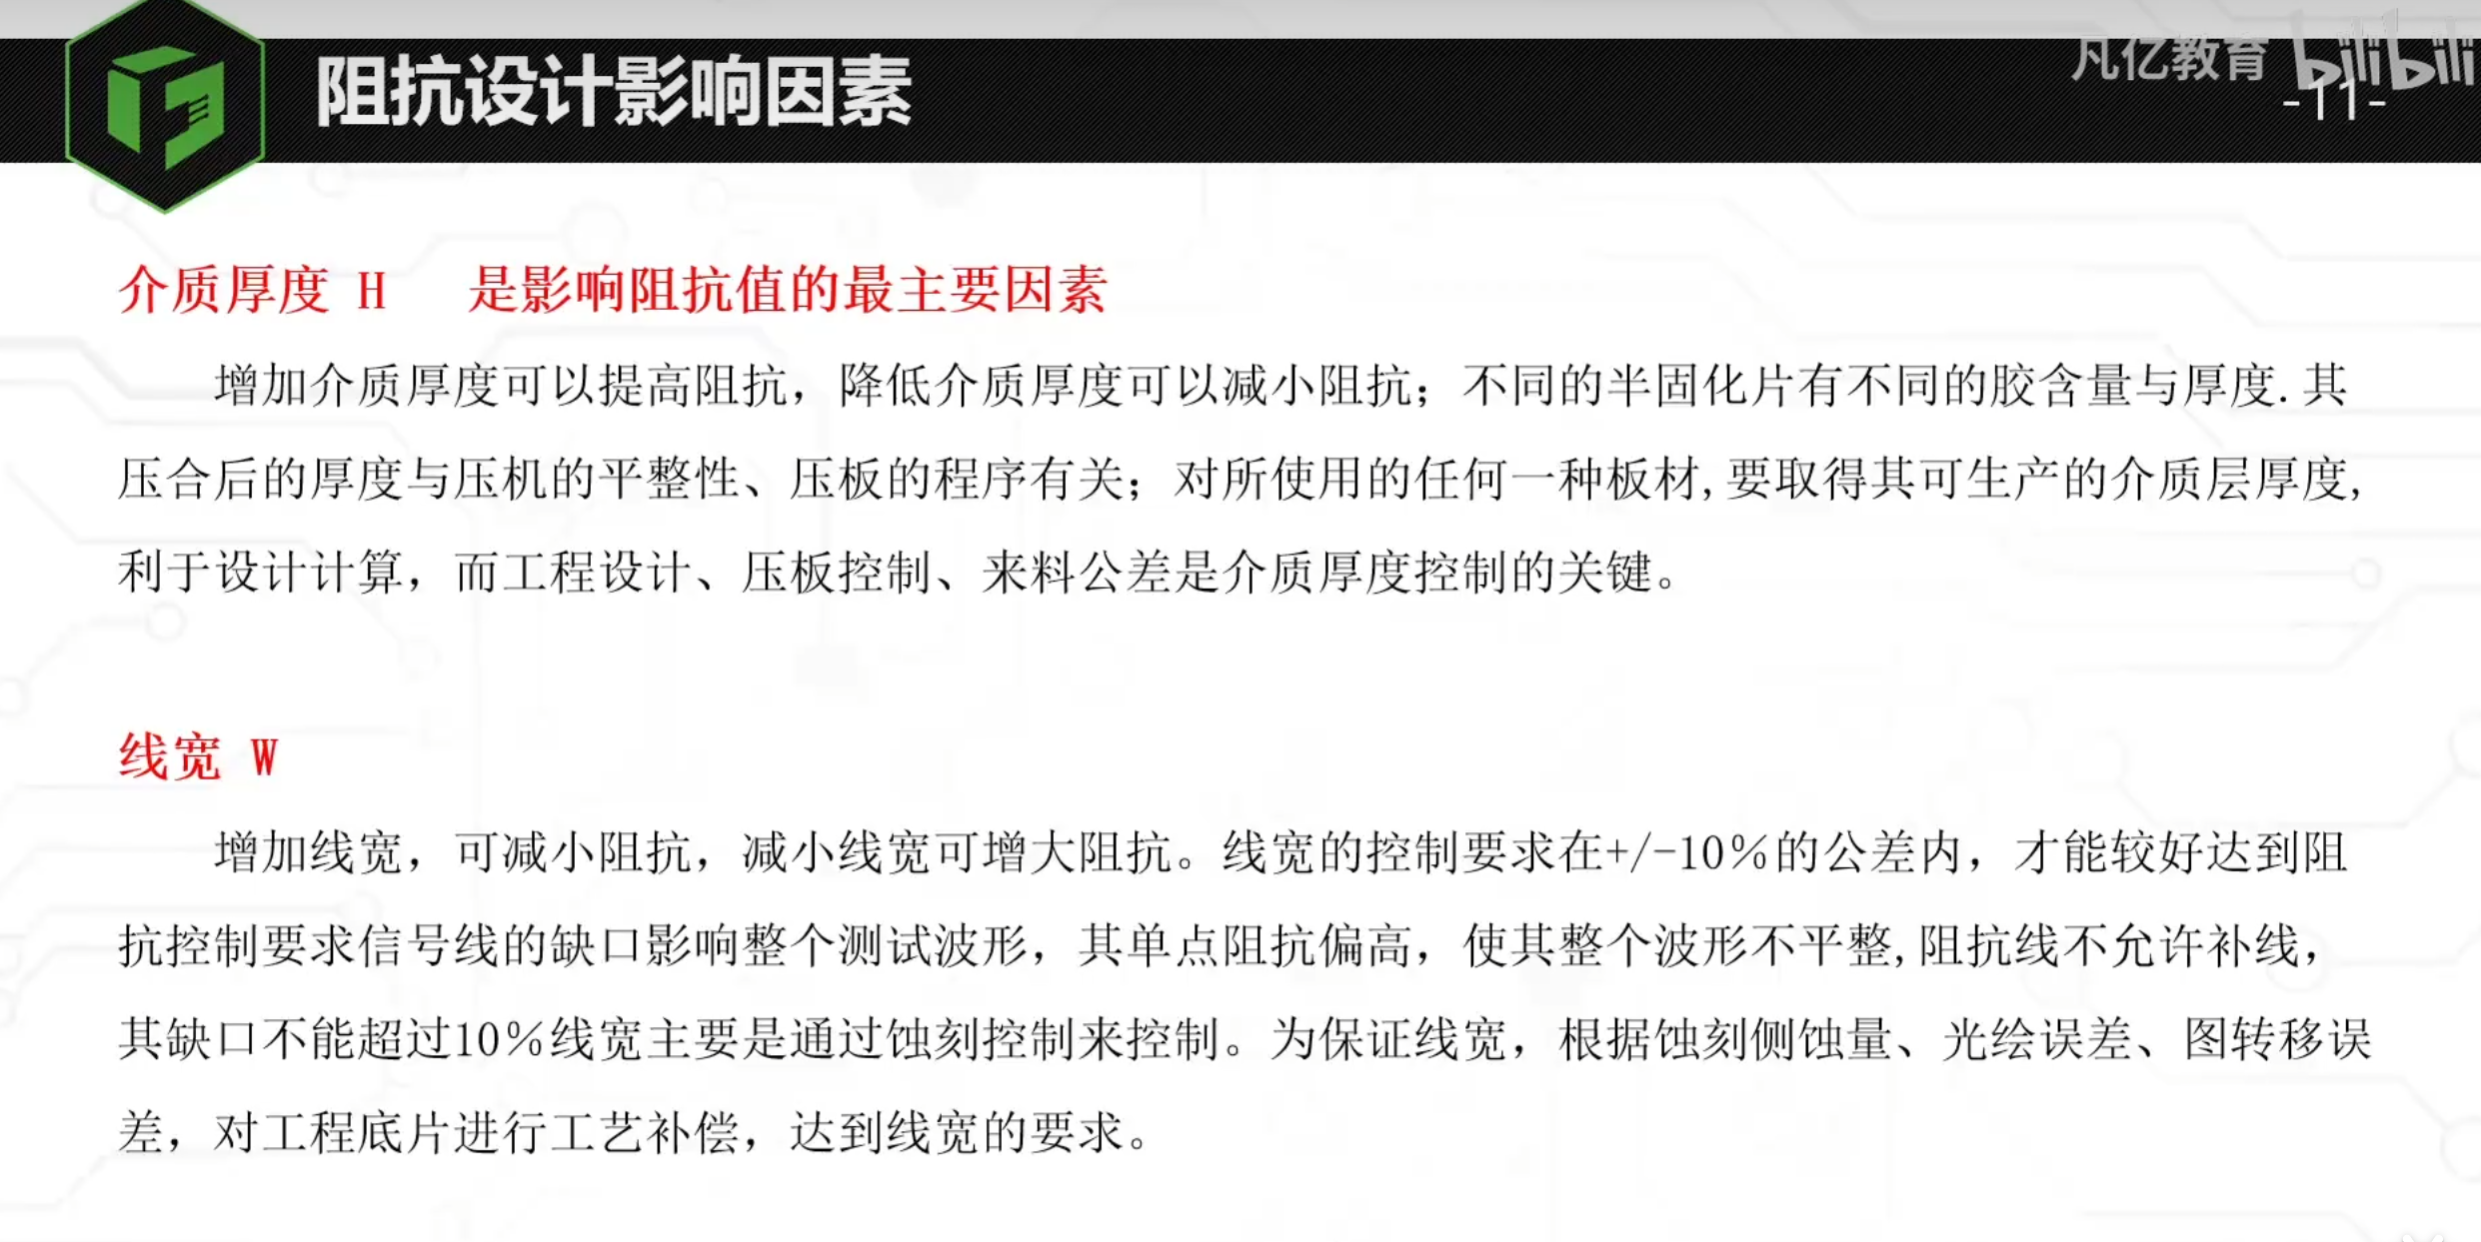 阻抗设计影响因素
凡亿教育 bilibili
-11-
介质厚度 H 是影响阻抗值的最主要因素
增加介质厚度可以提高阻抗，降低介质厚度可以减小阻抗；不同的半固化片有不同的胶含量与厚度.其
压合后的厚度与压机的平整性、压板的程序有关；对所使用的任何一种板材,要取得其可生产的介质层厚度,
利于设计计算，而工程设计、压板控制、来料公差是介质厚度控制的关键。
线宽 W
增加线宽，可减小阻抗，减小线宽可增大阻抗。线宽的控制要求在+/-10%的公差内，才能较好达到阻
抗控制要求信号线的缺口影响整个测试波形，其单点阻抗偏高，使其整个波形不平整,阻抗线不允许补线，
其缺口不能超过10%线宽主要是通过蚀刻控制来控制。为保证线宽，根据蚀刻侧蚀量、光绘误差、图转移误
差，对工程底片进行工艺补偿，达到线宽的要求。